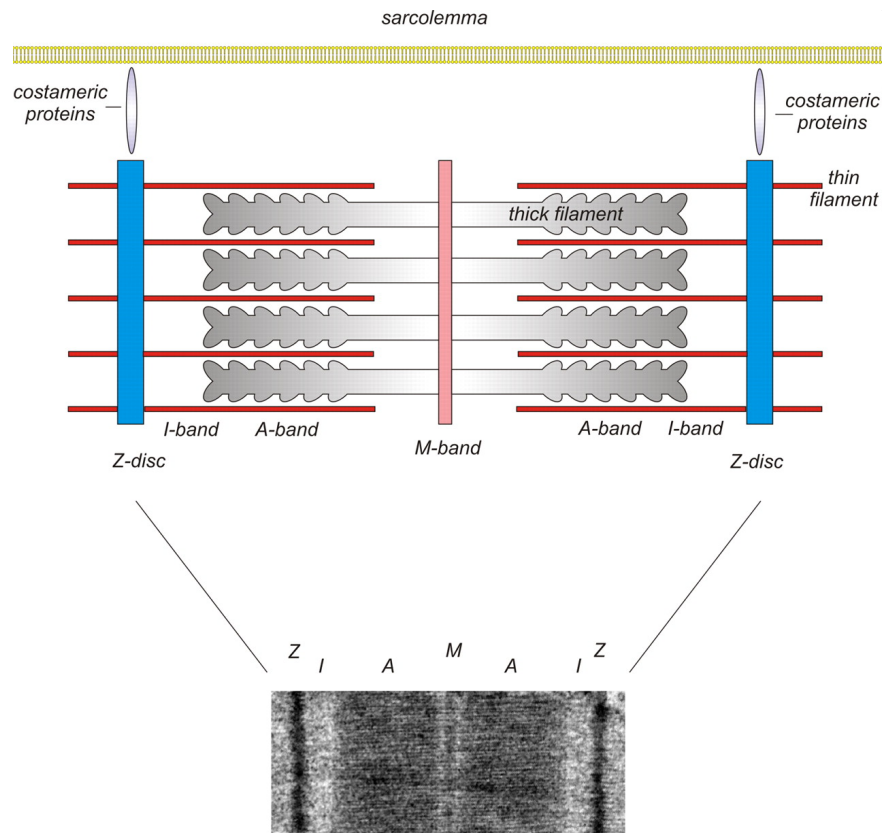 sarcolemma
costameric
proteins
costameric
proteins
thin
filament
thick filament
I-band
A-band
M-band
A-band
I-band
Z-disc
Z-disc
Z
I
A
M
A
I
Z